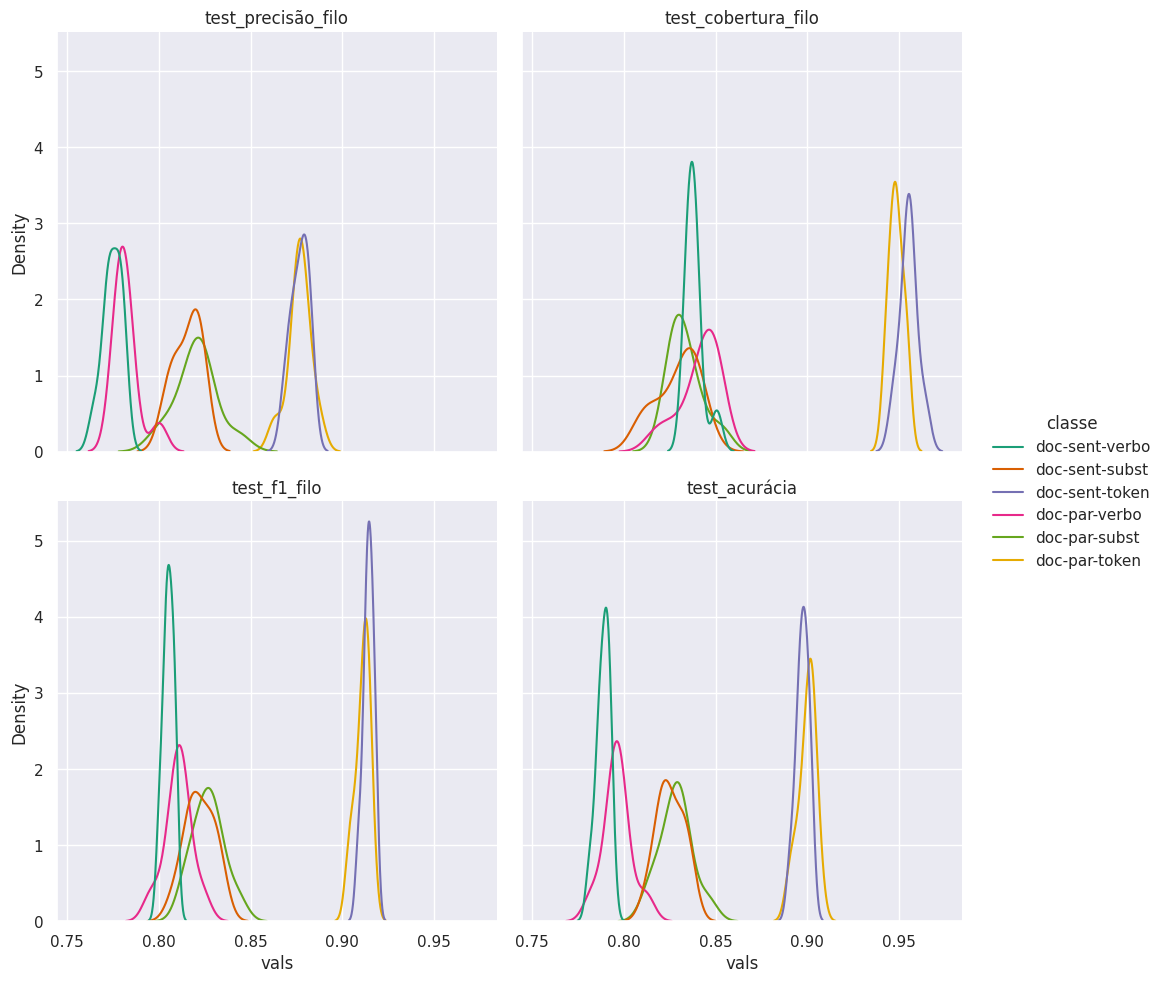 test_precisão_filo
test_cobertura_filo
5
4
3
2
1
0
Density
test_f1_filo
test_acurácia
5
4
3
2
1
0
Density
0.75 0.80 0.85 0.90 0.95
vals
0.75 0.80 0.85 0.90 0.95
vals
classe
doc-sent-verbo
doc-sent-subst
doc-sent-token
doc-par-verbo
doc-par-subst
doc-par-token